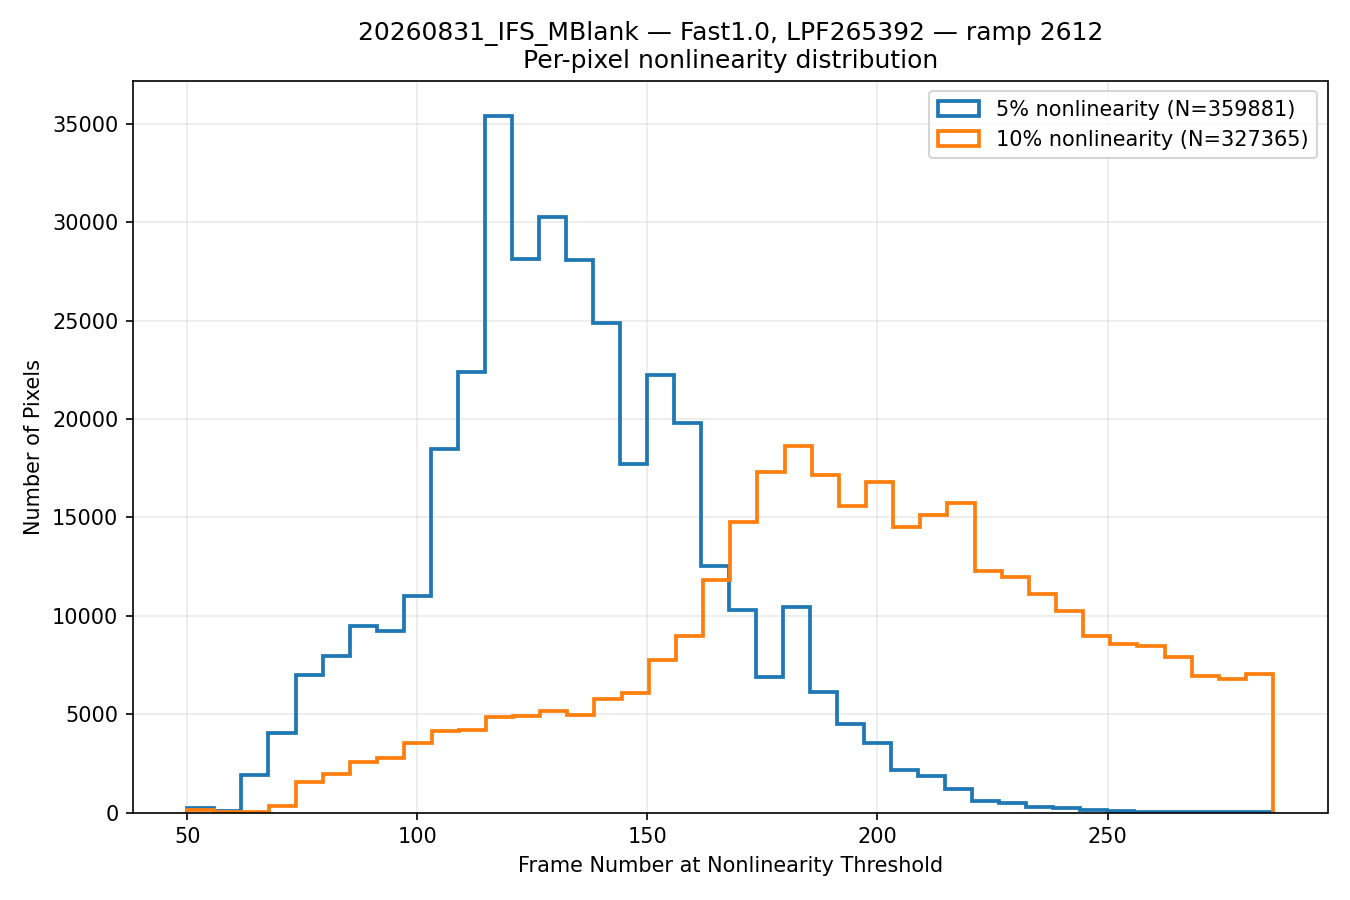 20260831_IFS_MBlank — Fast1.0, LPF265392 — ramp 2612
Per-pixel nonlinearity distribution
5% nonlinearity (N=359881)
10% nonlinearity (N=327365)
Number of Pixels
35000
30000
25000
20000
15000
10000
5000
0
50 100 150 200 250
Frame Number at Nonlinearity Threshold